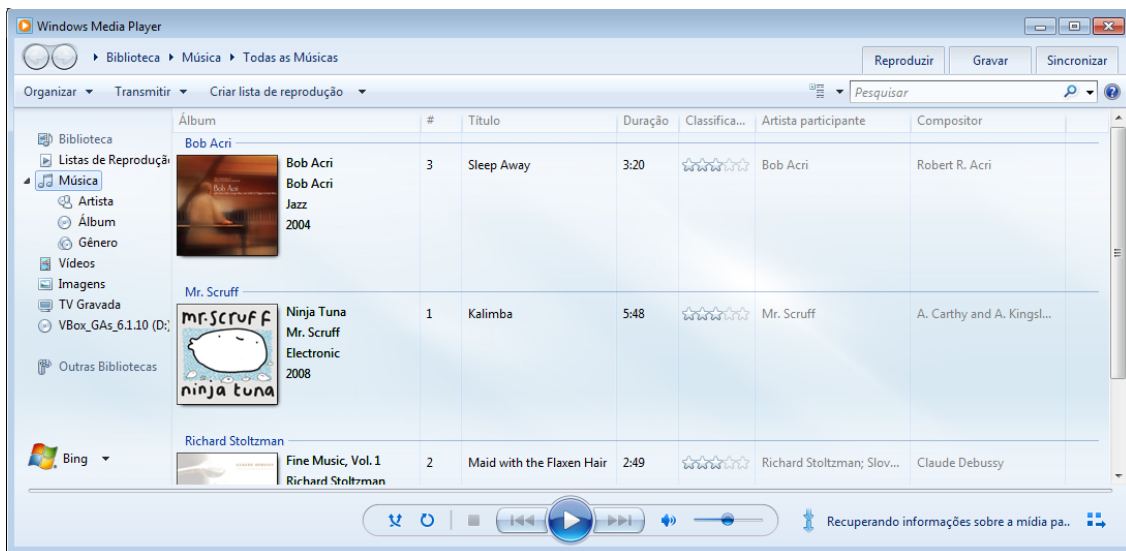 Windows Media Player
Biblioteca Música Todas as Músicas
Reproduzir Gravar Sincronizar
Organizar Transmitir Criar lista de reprodução Pesquisar
Álbum # Título Duração Classifica... Artista participante Compositor
Biblioteca
Listas de Reproduçã
Música
Artista
Álbum
Gênero
Vídeos
Imagens
TV Gravada
VBox_GAs_6.1.10 (D:)
Outras Bibliotecas
Bing
Bob Acri
Bob Acri
Bob Acri 3 Sleep Away 3:20 Bob Acri Robert R. Acri
Bob Acri
Jazz
2004
Mr. Scruff
mr.scruff
ninja tuna
Ninja Tuna 1 Kalimba 5:48 Mr. Scruff A. Carthy and A. Kingsl...
Mr. Scruff
Electronic
2008
Richard Stoltzman
Fine Music, Vol. 1 2 Maid with the Flaxen Hair 2:49 Richard Stoltzman; Slov... Claude Debussy
Richard Stoltzman
Recuperando informações sobre a mídia pa..